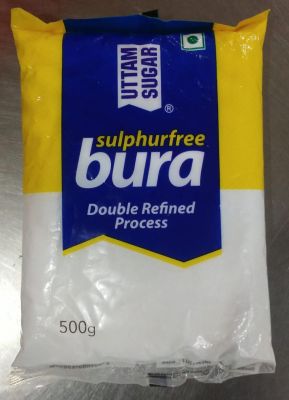 UTTAM
SUGAR
®
sulphurfree
bura
Double Refined
Process
500g